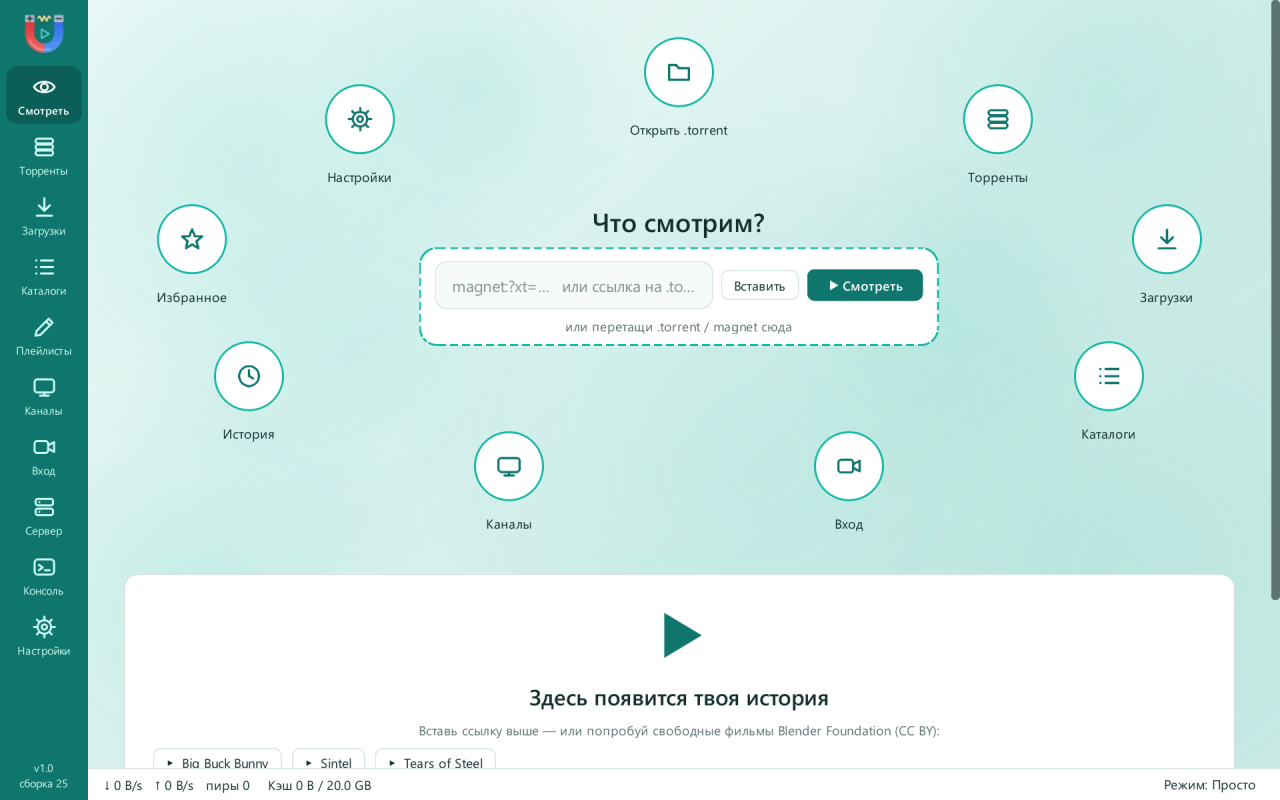 Смотреть
Торренты
Загрузки
Каталоги
Плейлисты
Каналы
Вход
Сервер
Консоль
Настройки
v1.0
сборка 25
Открыть .torrent
Настройки
Торренты
Избранное
Загрузки
Что смотрим?
magnet:?xt=... или ссылка на .to...
Вставить
Смотреть
или перетащи .torrent / magnet сюда
История
Каталоги
Каналы
Вход
Здесь появится твоя история
Вставь ссылку выше — или попробуй свободные фильмы Blender Foundation (CC BY):
Big Buck Bunny
Sintel
Tears of Steel
↓ 0 B/s ↑ 0 B/s пиры 0 Кэш 0 B / 20.0 GB
Режим: Просто